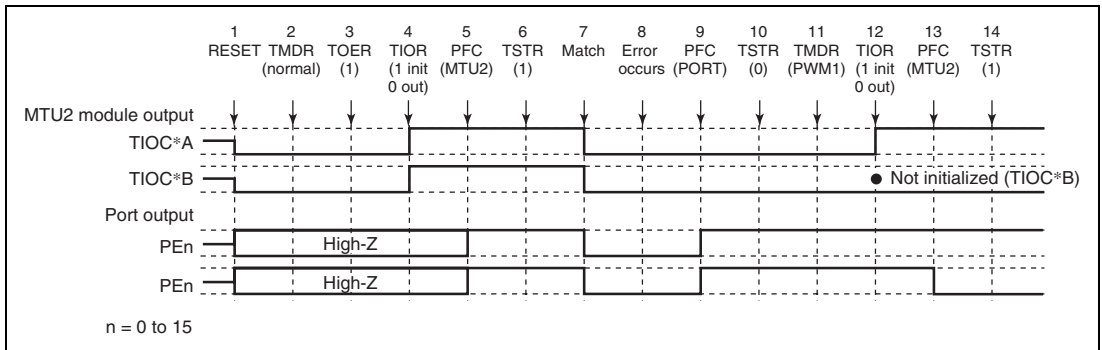 1 2 3 4 5 6 7 8 9 10 11 12 13 14
RESET TMDR TOER TIOR PFC TSTR Match Error PFC TSTR TMDR TIOR PFC TSTR
(normal) (1) (1 init (MTU2) (1) occurs (PORT) (0) (PWM1) (1 init (MTU2) (1)
0 out) 0 out)
MTU2 module output
TIOC*A
TIOC*B
● Not initialized (TIOC*B)
Port output
PEn High-Z
PEn High-Z
n = 0 to 15